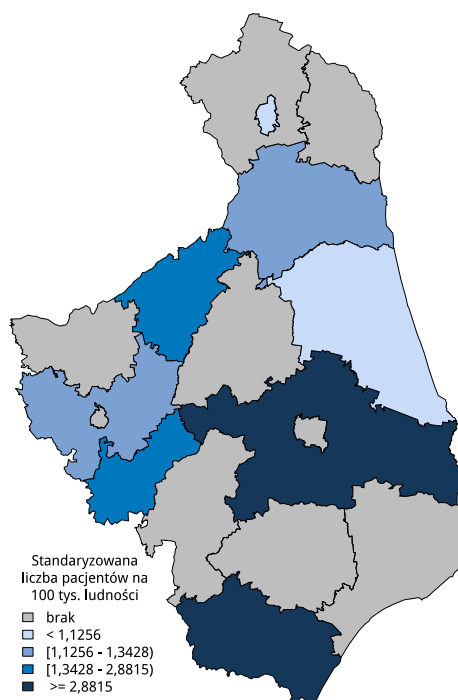 Standaryzowana
liczba pacjentów na
100 tys. ludności
brak
< 1,1256
[1,1256 - 1,3428)
[1,3428 - 2,8815)
>= 2,8815